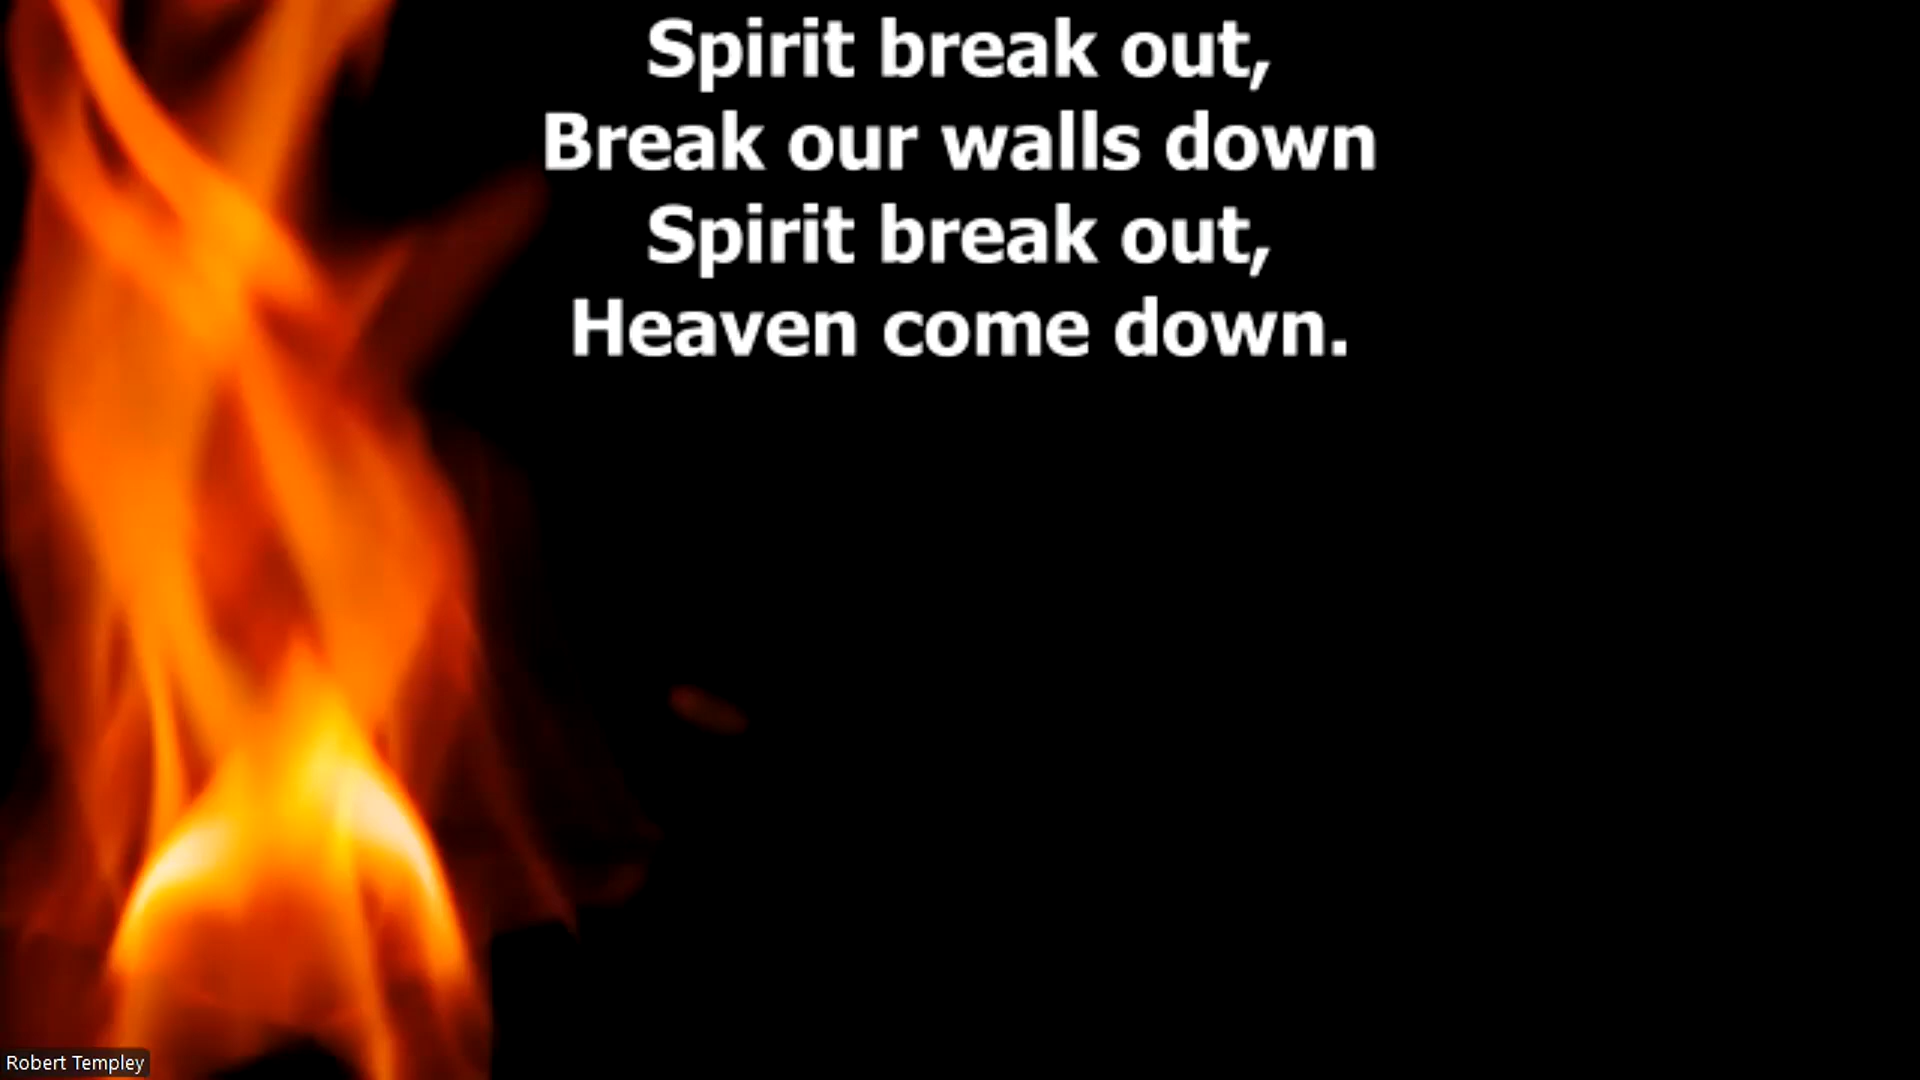 Spirit break out,
Break our walls down
Spirit break out,
Heaven come down.
Robert Templey